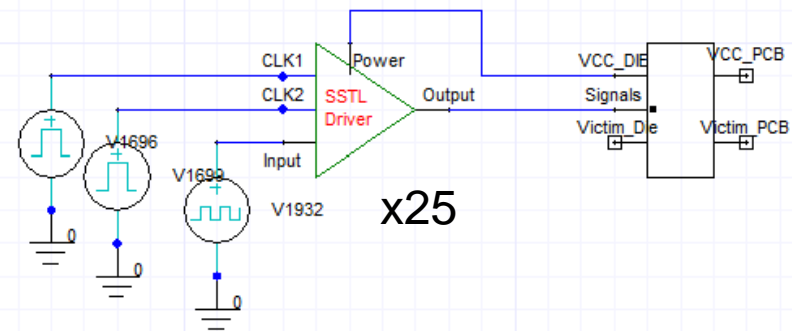 CLK1
Power
VCC_DIE
VCC_PCB
CLK2
SSTL
Driver
Output
Signals
Victim_Die
Victim_PCB
V1696
Input
V1699
V1932
x25
0
0
0